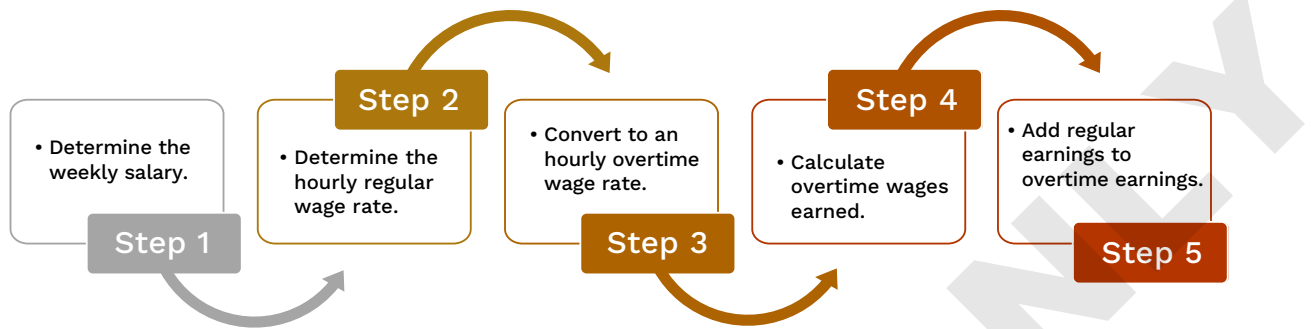 • Determine the
weekly salary.
Step 1
Step 2
• Determine the
hourly regular
wage rate.
• Convert to an
hourly overtime
wage rate.
Step 3
Step 4
• Calculate
overtime wages
earned.
• Add regular
earnings to
overtime earnings.
Step 5
NLY